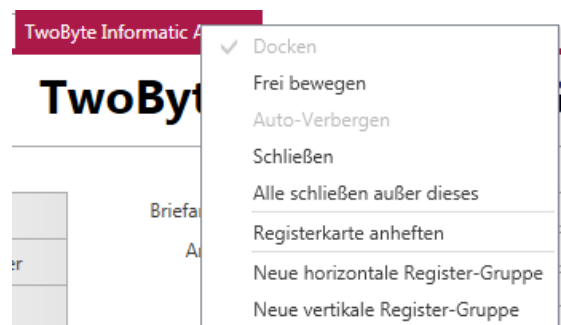 TwoByte Informatic
Docken
TwoByt
Frei bewegen
Auto-Verbergen
Schließen
Alle schließen außer dieses
Briefa
Registerkarte anheften
er
Neue horizontale Register-Gruppe
Neue vertikale Register-Gruppe